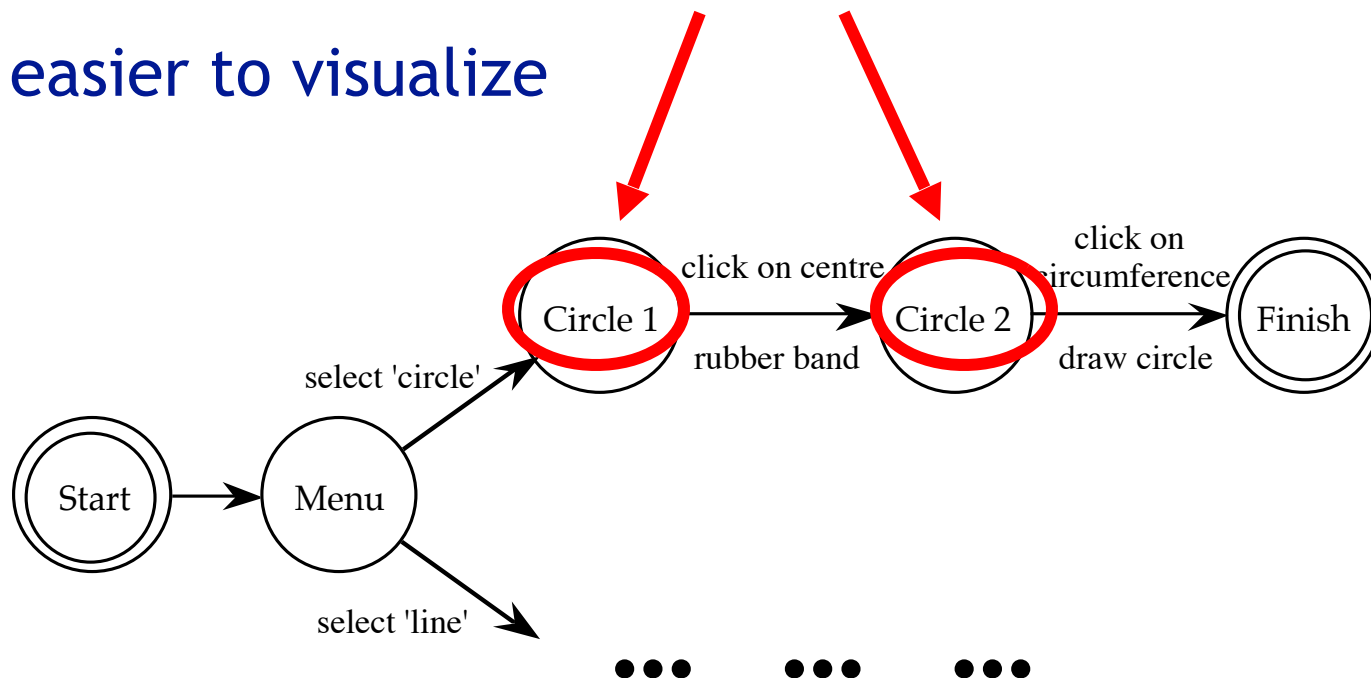 easier to visualize
click on
circumference
click on centre
Circle 1
Circle 2
Finish
rubber band
draw circle
select 'circle'
Start
Menu
select 'line'